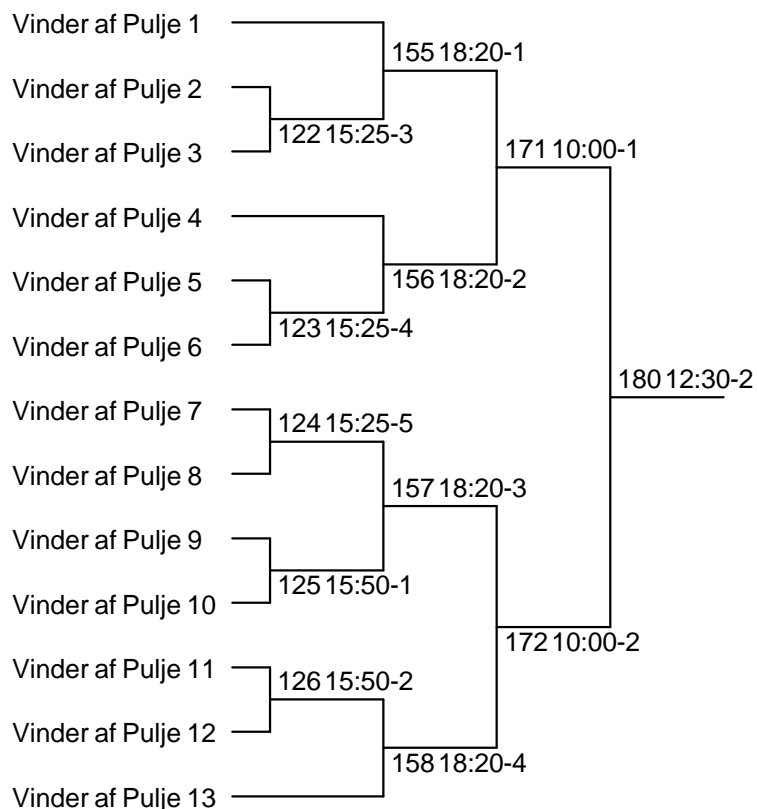 Vinder af Pulje 1
155 18:20-1
Vinder af Pulje 2
122 15:25-3
Vinder af Pulje 3
171 10:00-1
Vinder af Pulje 4
156 18:20-2
Vinder af Pulje 5
123 15:25-4
Vinder af Pulje 6
180 12:30-2
Vinder af Pulje 7
124 15:25-5
Vinder af Pulje 8
157 18:20-3
Vinder af Pulje 9
125 15:50-1
Vinder af Pulje 10
172 10:00-2
Vinder af Pulje 11
126 15:50-2
Vinder af Pulje 12
158 18:20-4
Vinder af Pulje 13